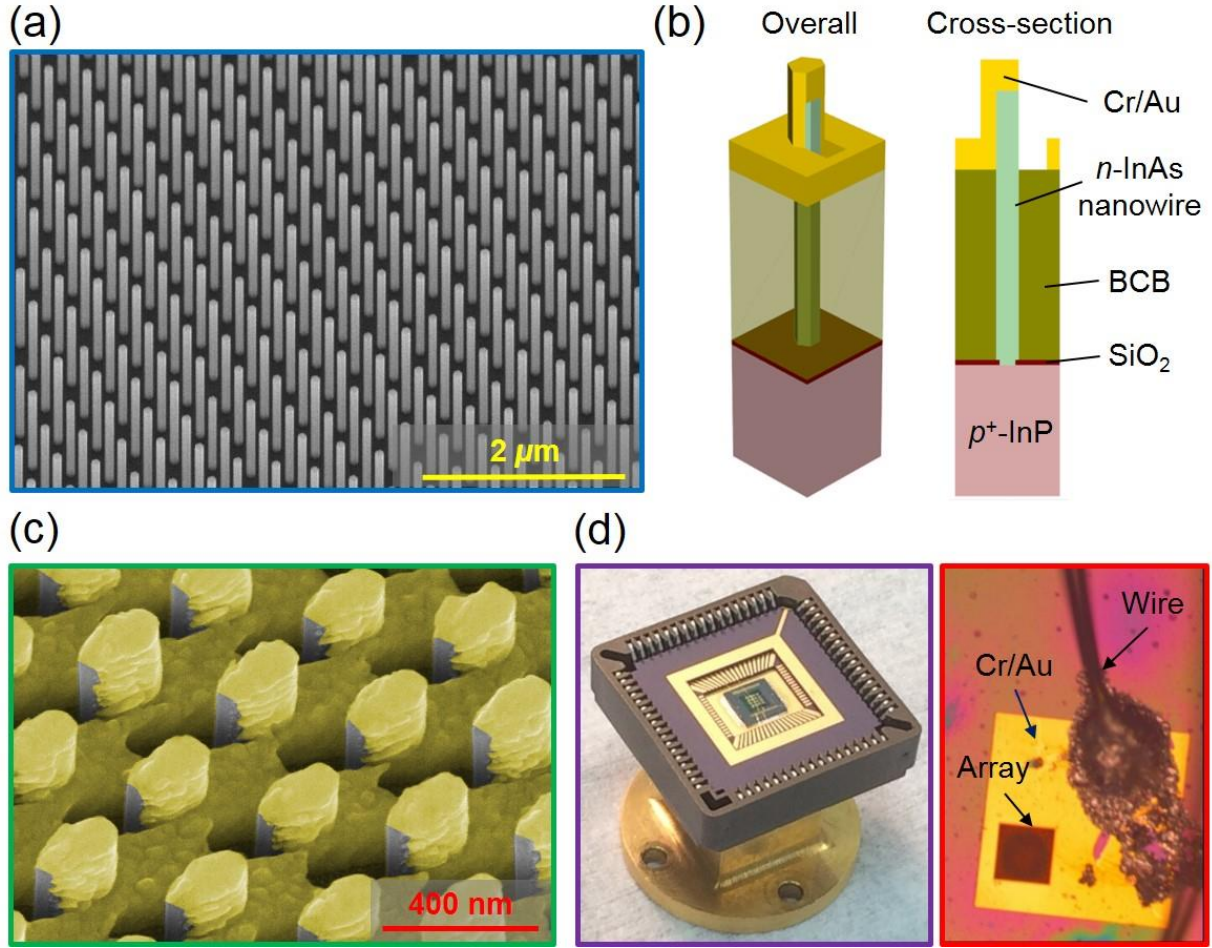 (a)
2 µm
(b)
Overall
Cross-section
Cr/Au
n-InAs
nanowire
BCB
SiO₂
p⁺-InP
(c)
400 nm
(d)
Wire
Cr/Au
Array